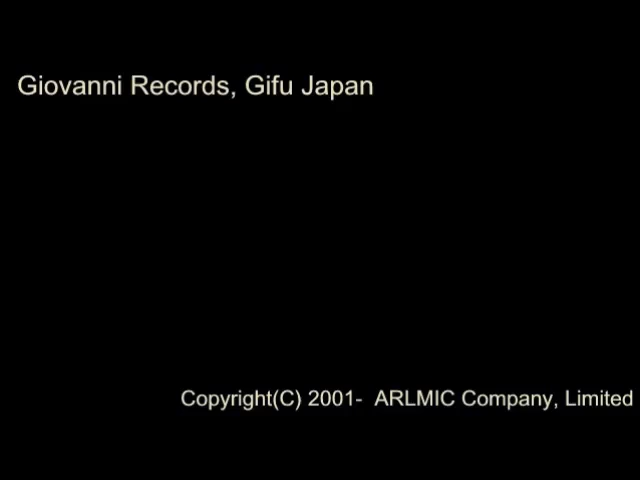 Giovanni Records, Gifu Japan
Copyright(C) 2001-  ARLMIC Company, Limited